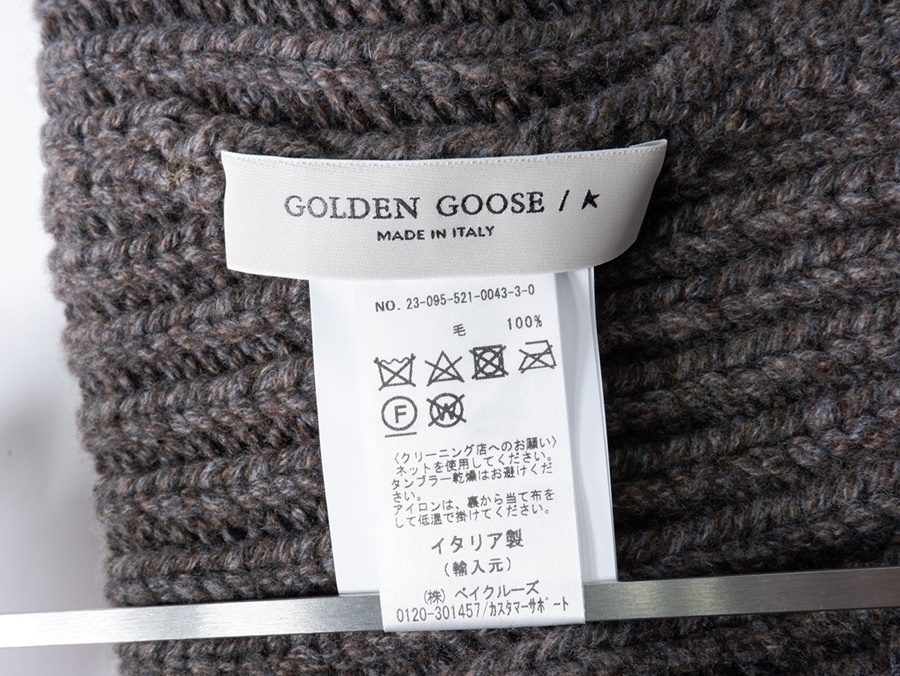 GOLDEN GOOSE / K
MADE IN ITALY
NO. 23-095-521-0043-3-0
毛 100%
F W
〈クリーニング店へのお願い〉
ネットを使用してください。
タンブラー乾燥はお避けくだ
さい。
アイロンは、裏から当て布を
して低温で掛けてください。
イタリア製
(輸入元)
(株) ベイクルーズ
0120-301457/カスタマーサポート